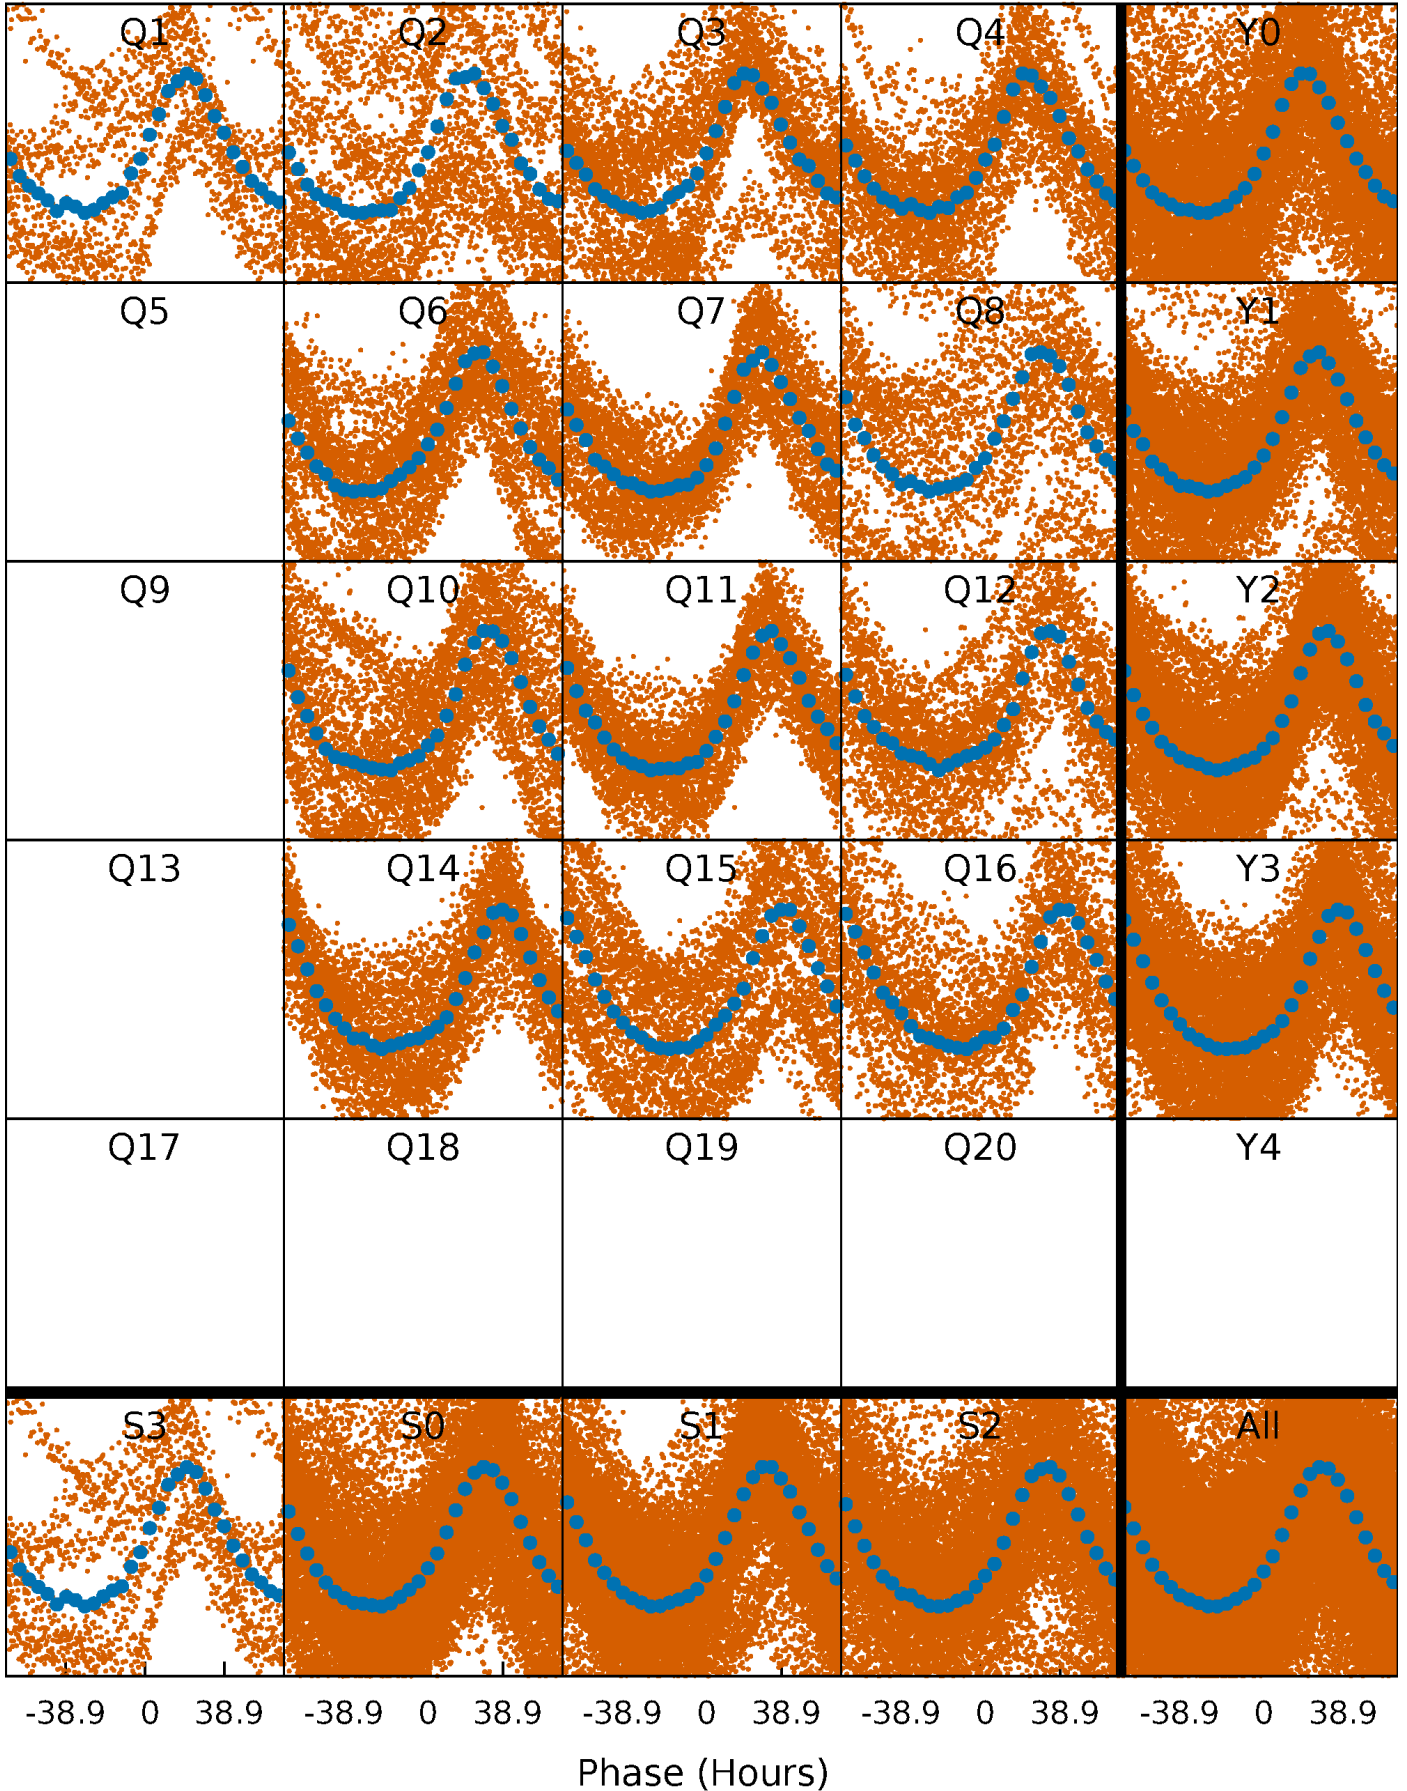 Q1 Q2 Q3 Q4 Y0
Q5 Q6 Q7 Q8 Y1
Q9 Q10 Q11 Q12 Y2
Q13 Q14 Q15 Q16 Y3
Q17 Q18 Q19 Q20 Y4
S3 S0 S1 S2 All
-38.9 0 38.9 -38.9 0 38.9 -38.9 0 38.9 -38.9 0 38.9 -38.9 0 38.9
Phase (Hours)